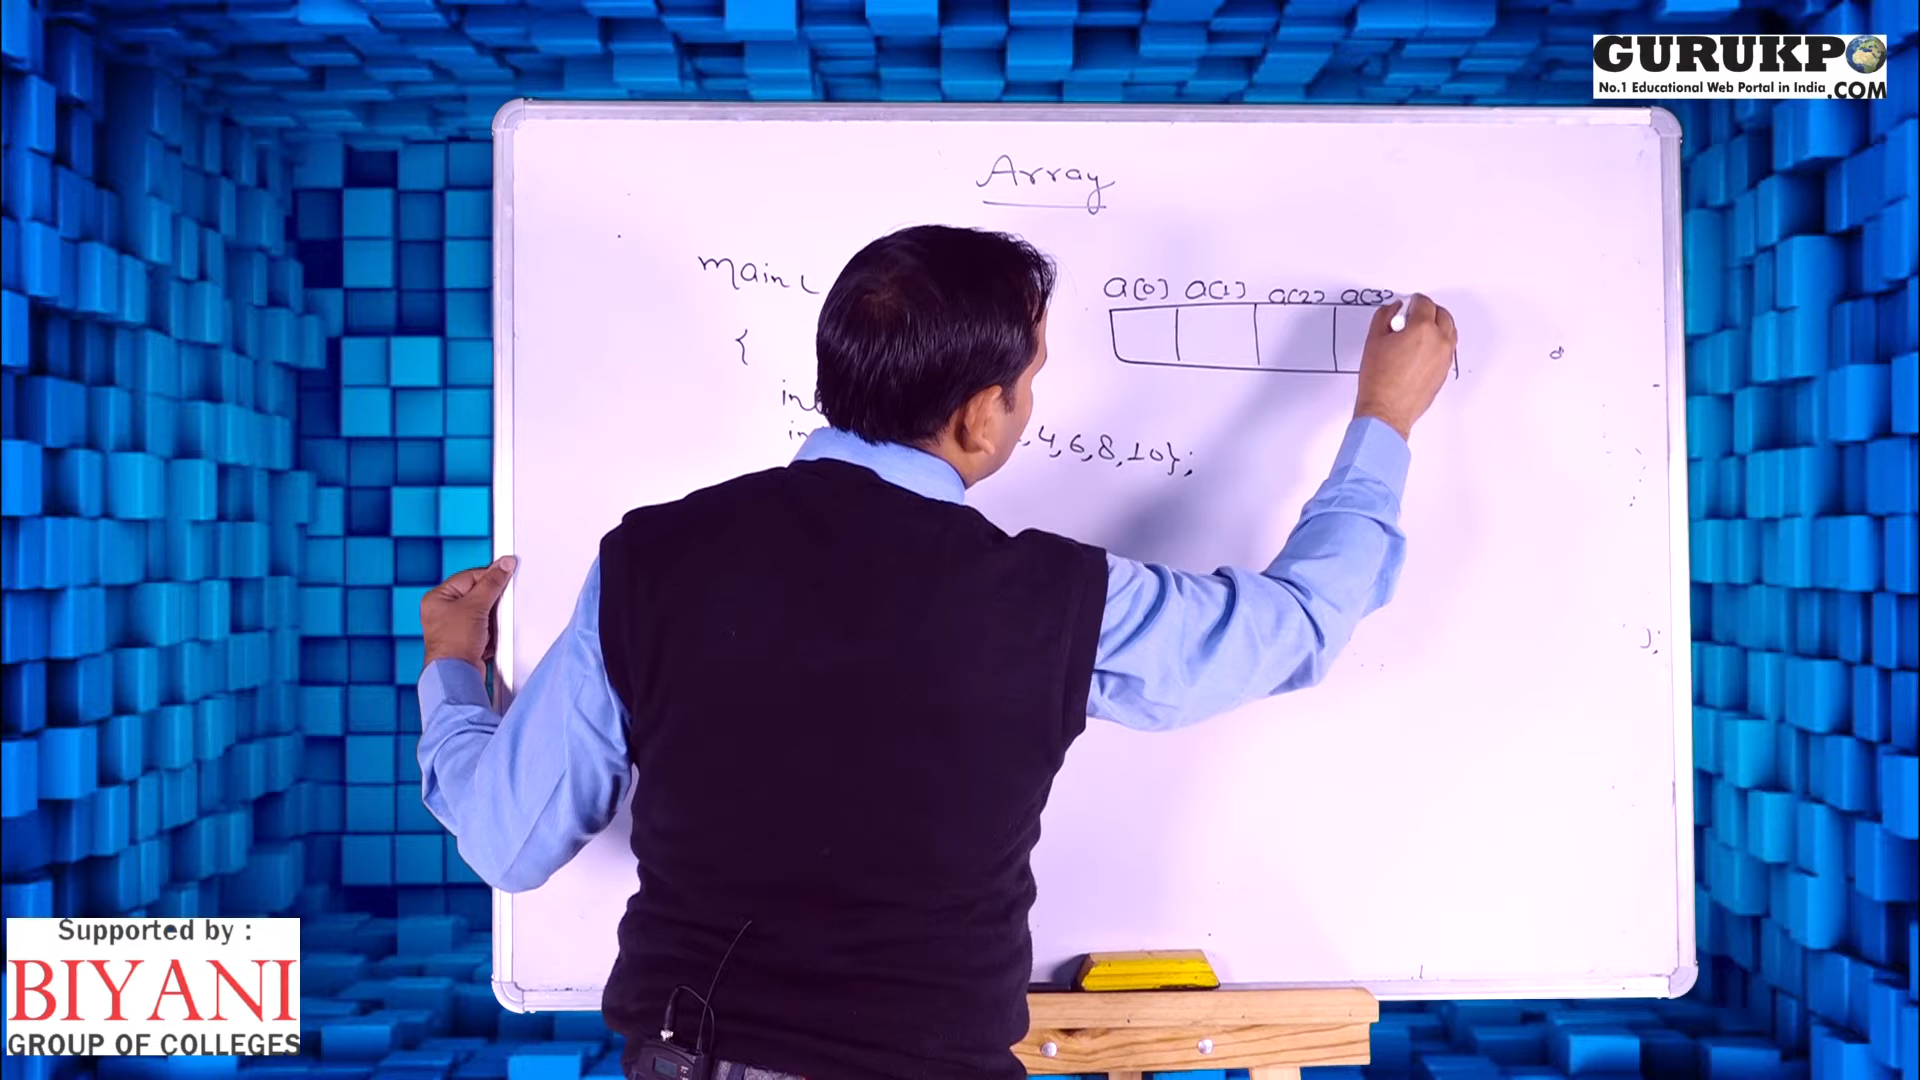 GURUKPO
No.1 Educational Web Portal in India .COM
Array
main (
a[0] a[1] a[2] a[3]
{
,4,6,8,10};
);
Supported by :
BIYANI
GROUP OF COLLEGES